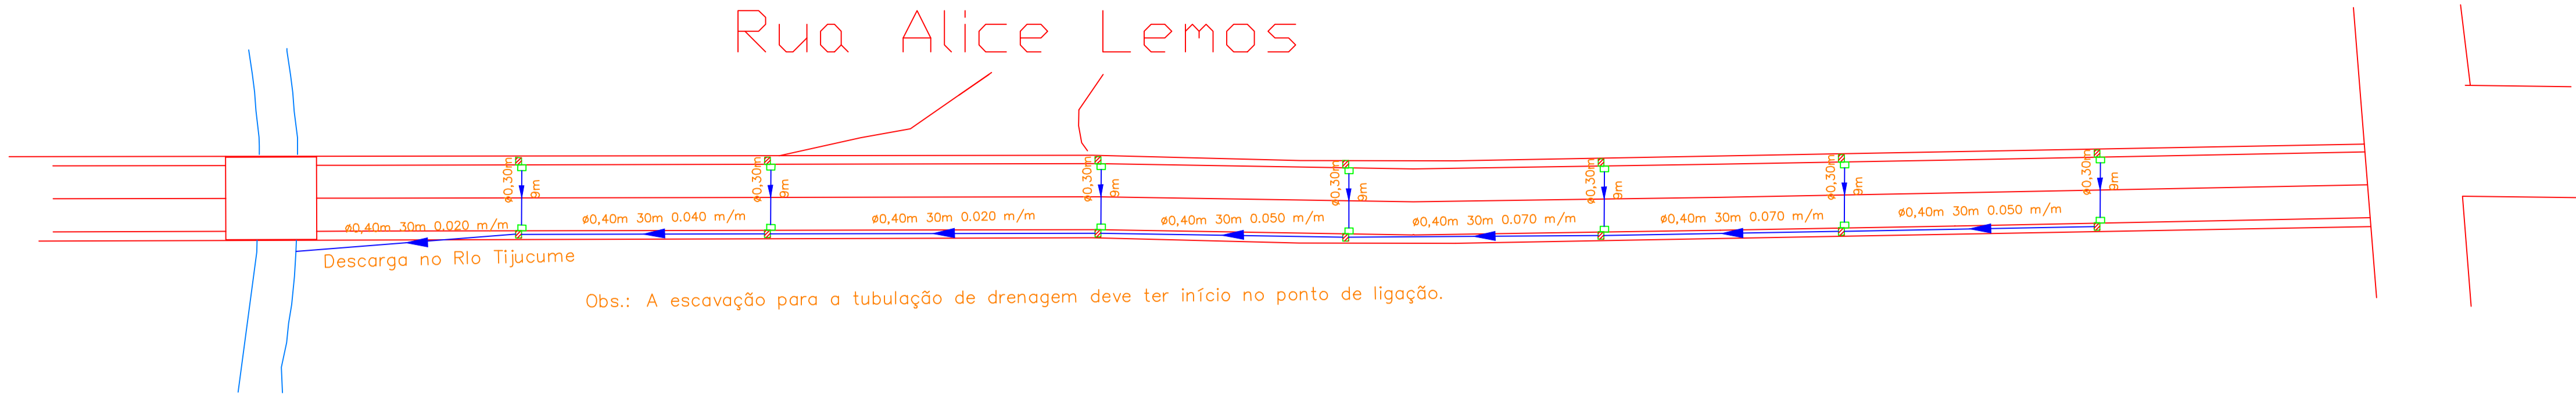 Rua Alice Lemos
ø0,30m
9m
ø0,30m
9m
ø0,30m
9m
ø0,30m
9m
ø0,30m
9m
ø0,30m
9m
ø0,30m
9m
ø0,40m 30m 0.020 m/m
ø0,40m 30m 0.040 m/m
ø0,40m 30m 0.020 m/m
ø0,40m 30m 0.050 m/m
ø0,40m 30m 0.070 m/m
ø0,40m 30m 0.070 m/m
ø0,40m 30m 0.050 m/m
Descarga no RIo Tijucume
Obs.: A escavação para a tubulação de drenagem deve ter início no ponto de ligação.